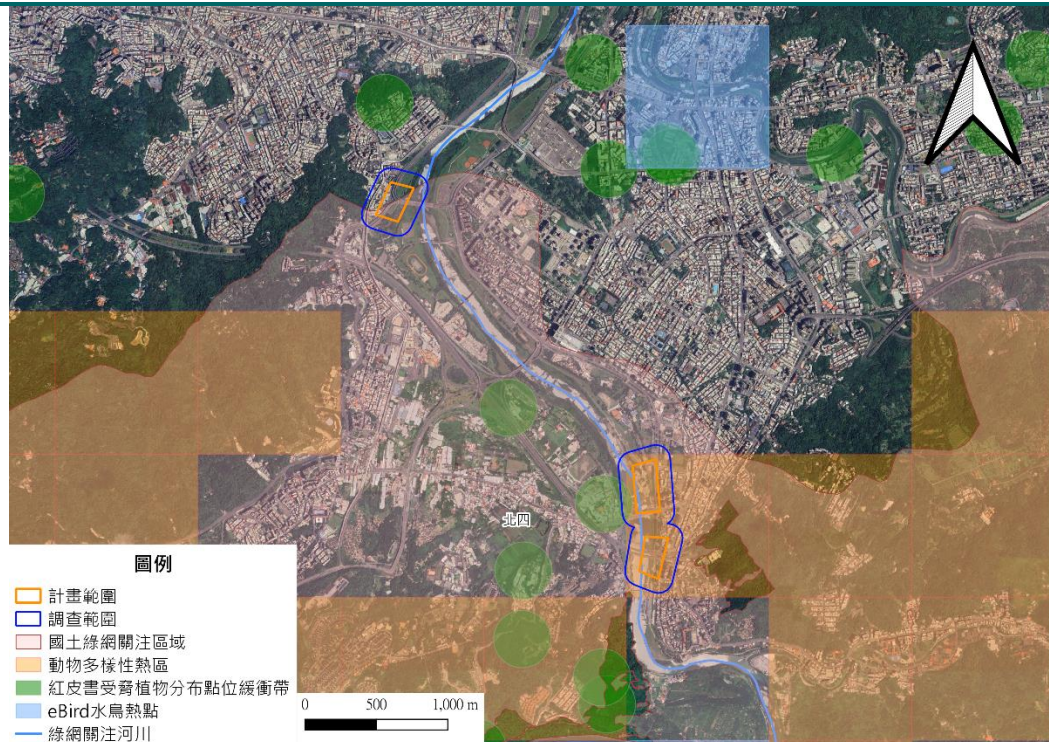 北四
圖例
計畫範圍
調查範圍
國土綠網關注區域
動物多樣性熱區
紅皮書受脅植物分布點位緩衝帶
eBird水鳥熱點
綠網關注河川
0 500 1,000 m